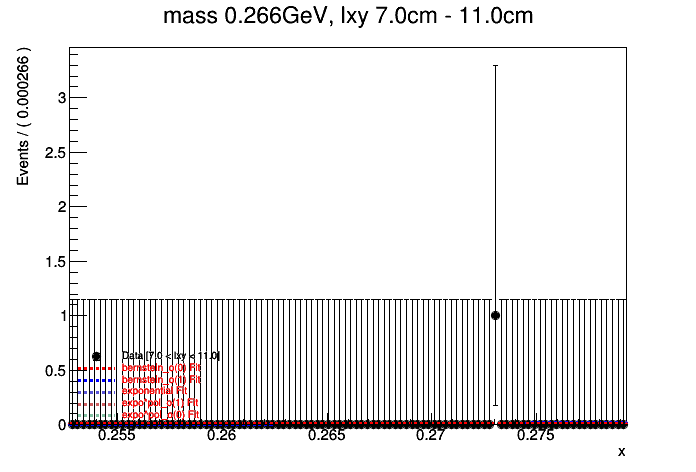 mass 0.266GeV, lxy 7.0cm - 11.0cm
Events / ( 0.000266 )
3
2.5
2
1.5
1
0.5
0
Data [7.0 < lxy < 11.0]
bernstein_o(0) Fit
bernstein_o(1) Fit
exponential Fit
expo*pol_o(1) Fit
expo*pol_o(0) Fit
0.255 0.26 0.265 0.27 0.275
x